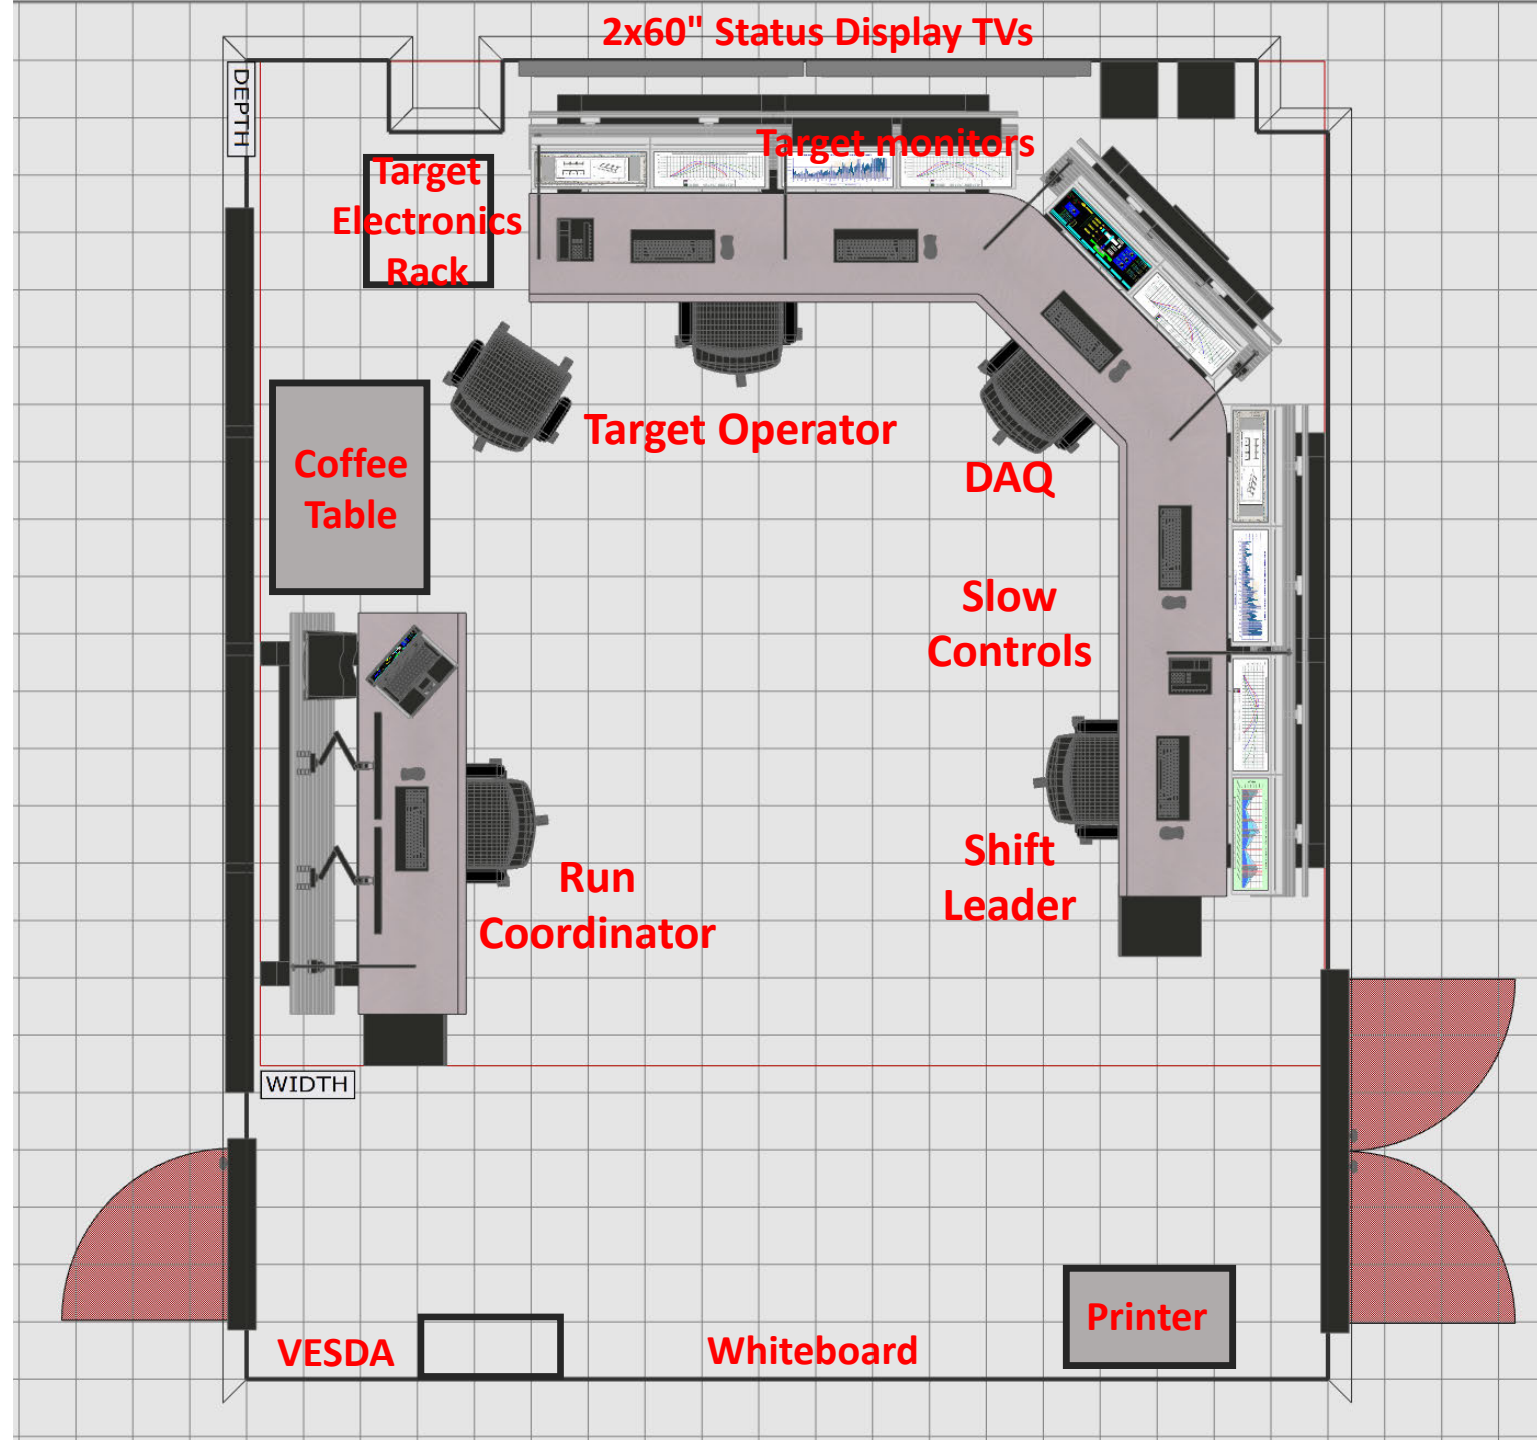 2x60" Status Display TVs
DEPTH
Target monitors
Target
Electronics
Rack
Target Operator
Coffee
Table
DAQ
Slow
Controls
Shift
Leader
Run
Coordinator
WIDTH
Printer
VESDA
Whiteboard